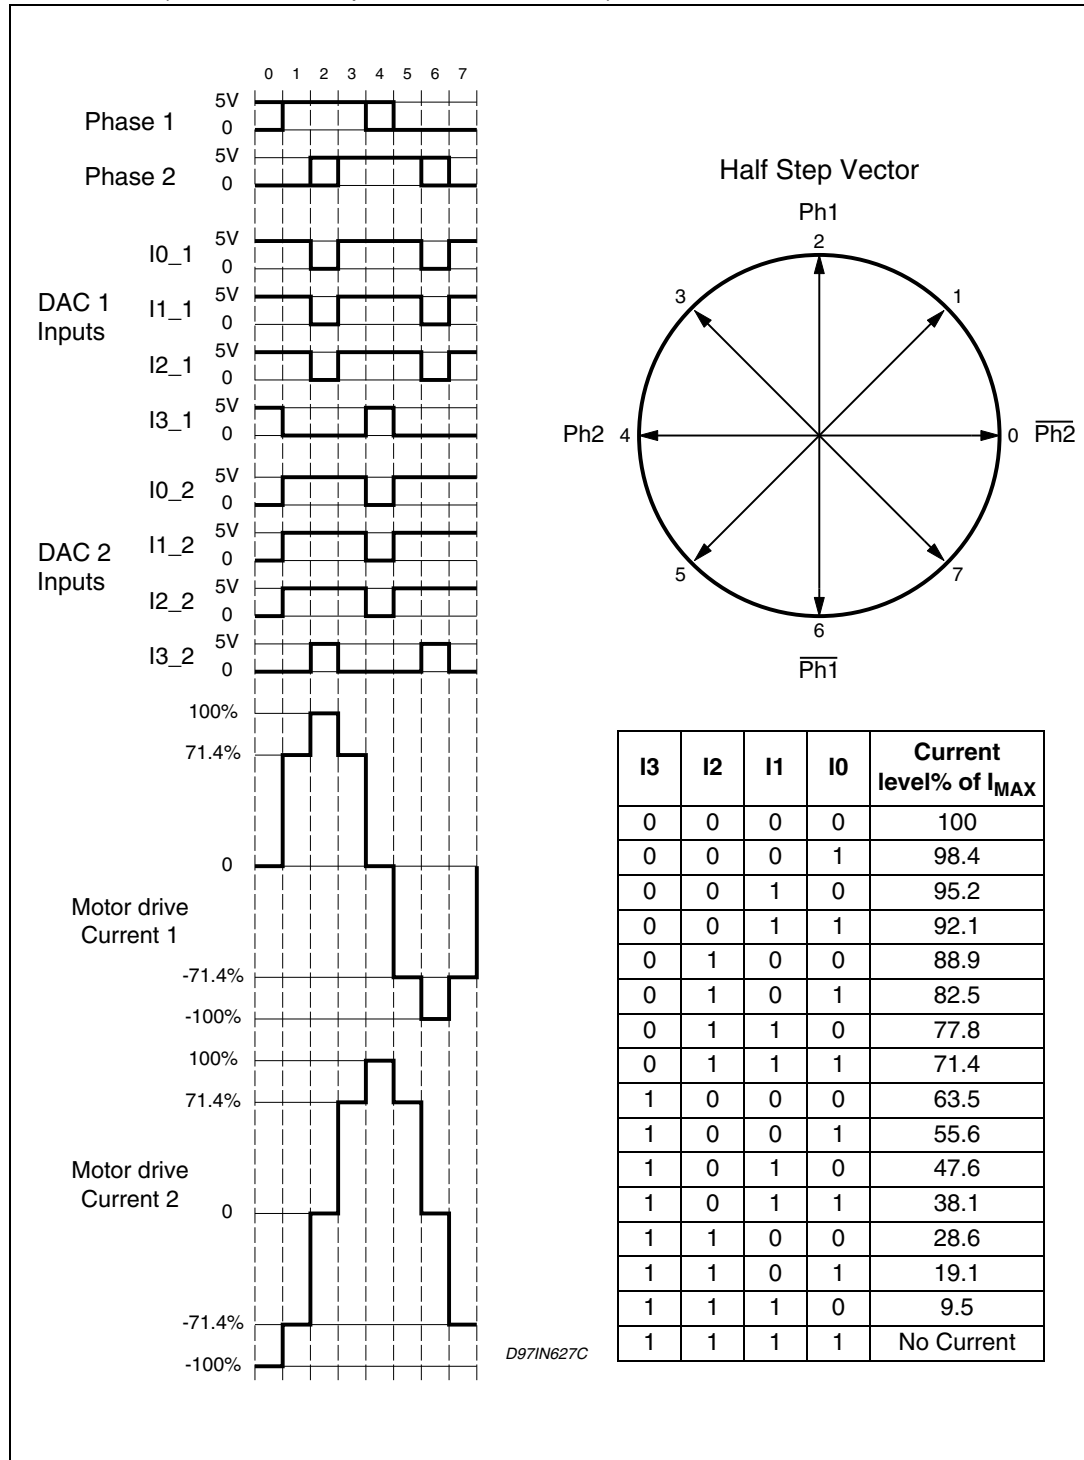 0 1 2 3 4 5 6 7
Phase 1
5V
0
Phase 2
5V
0
DAC 1
Inputs
I0_1
5V
0
I1_1
5V
0
I2_1
5V
0
I3_1
5V
0
DAC 2
Inputs
I0_2
5V
0
I1_2
5V
0
I2_2
5V
0
I3_2
5V
0
Motor drive
Current 1
100%
71.4%
0
-71.4%
-100%
Motor drive
Current 2
100%
71.4%
0
-71.4%
-100%
D97IN627C
Half Step Vector
Ph1
2
3
1
Ph2 4
0 P̅h̅2̅
5
7
6
P̅h̅1̅
I3 I2 I1 I0 Current level% of IMAX
0 0 0 0 100
0 0 0 1 98.4
0 0 1 0 95.2
0 0 1 1 92.1
0 1 0 0 88.9
0 1 0 1 82.5
0 1 1 0 77.8
0 1 1 1 71.4
1 0 0 0 63.5
1 0 0 1 55.6
1 0 1 0 47.6
1 0 1 1 38.1
1 1 0 0 28.6
1 1 0 1 19.1
1 1 1 0 9.5
1 1 1 1 No Current